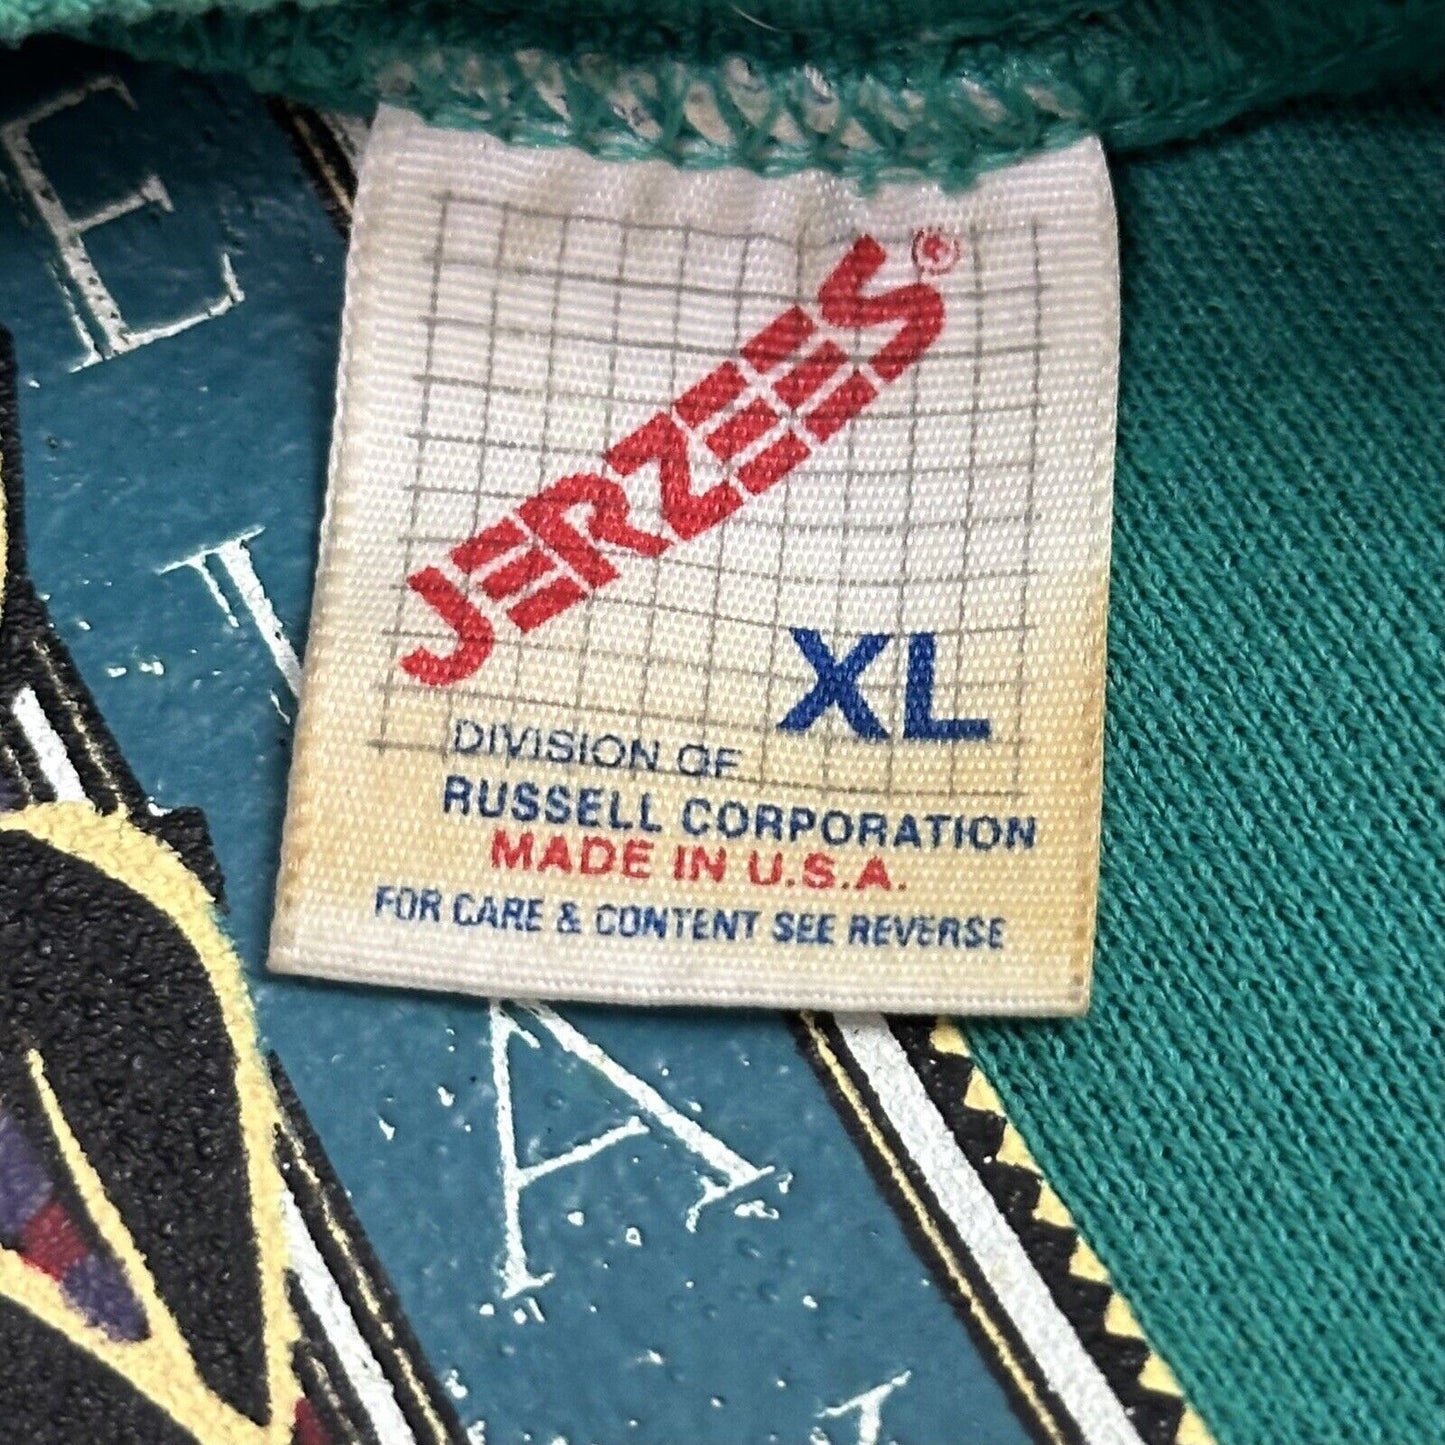 JERZEES®
XL
DIVISION OF
RUSSELL CORPORATION
MADE IN U.S.A.
FOR CARE & CONTENT SEE REVERSE
E
A